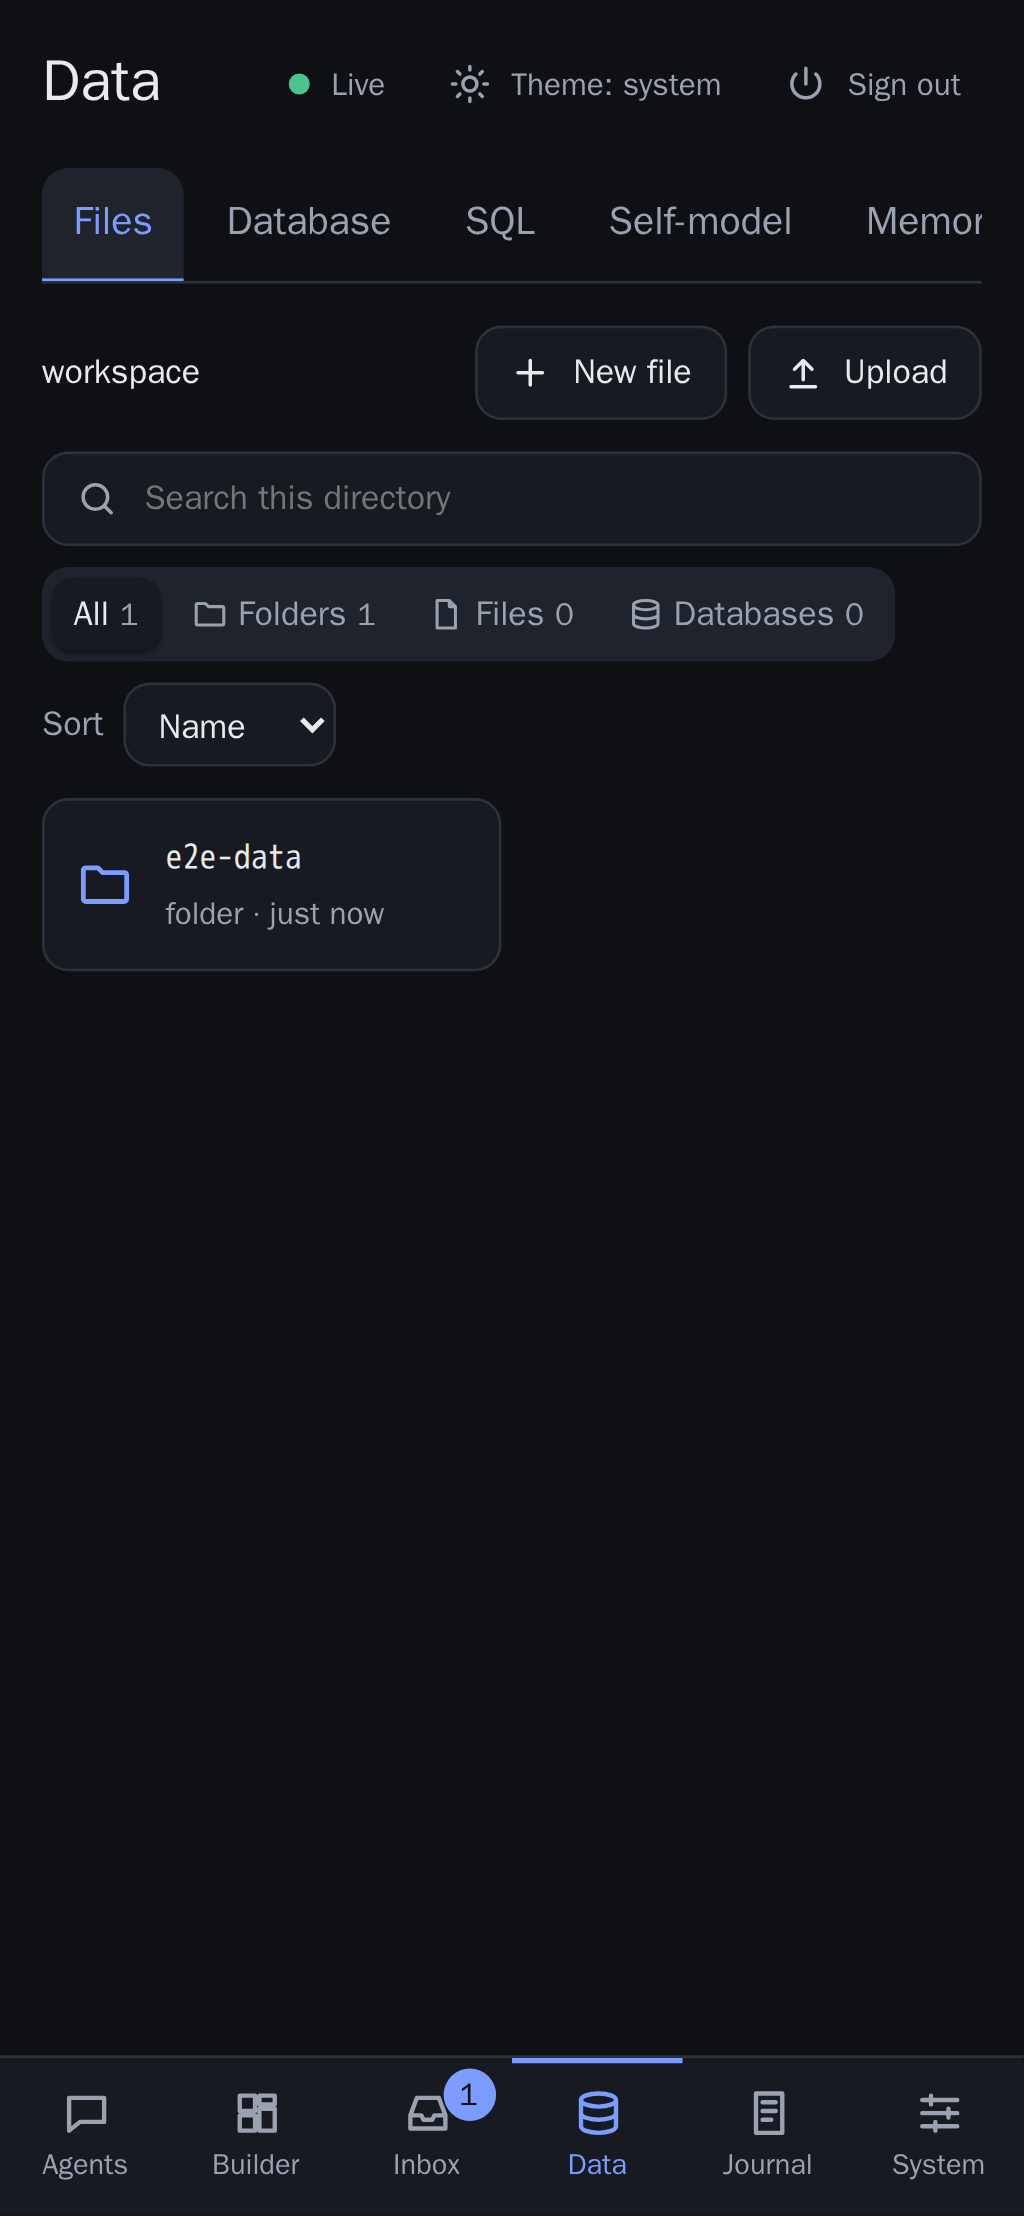 Data Live Theme: system Sign out
Files Database SQL Self-model Memor
workspace New file Upload
Search this directory
All 1 Folders 1 Files 0 Databases 0
Sort Name
e2e-data
folder · just now
1
Agents Builder Inbox Data Journal System